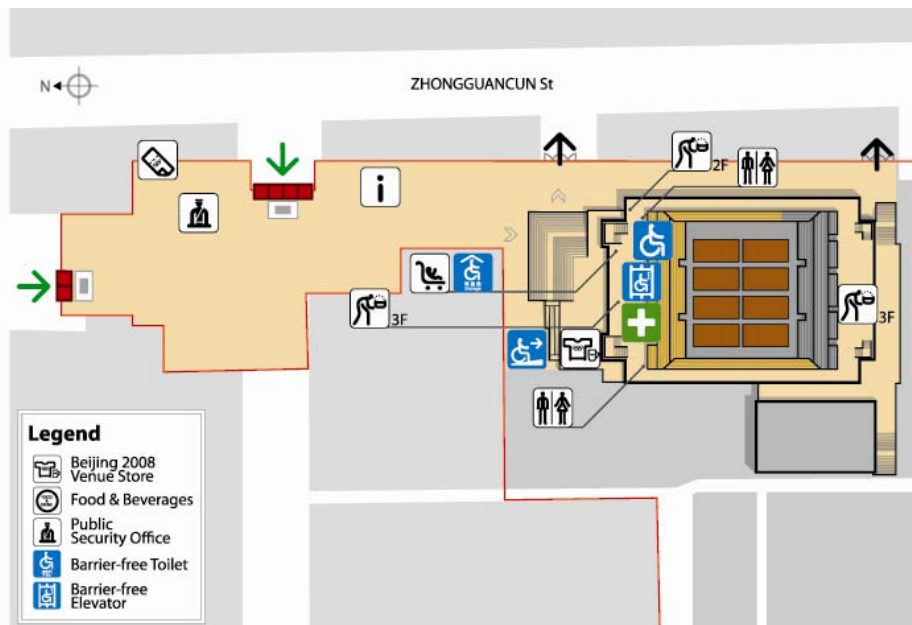 ZHONGGUANCUN St
N
2F
3F
3F
Legend
Beijing 2008
Venue Store
Food & Beverages
Public
Security Office
Barrier-free Toilet
Barrier-free
Elevator